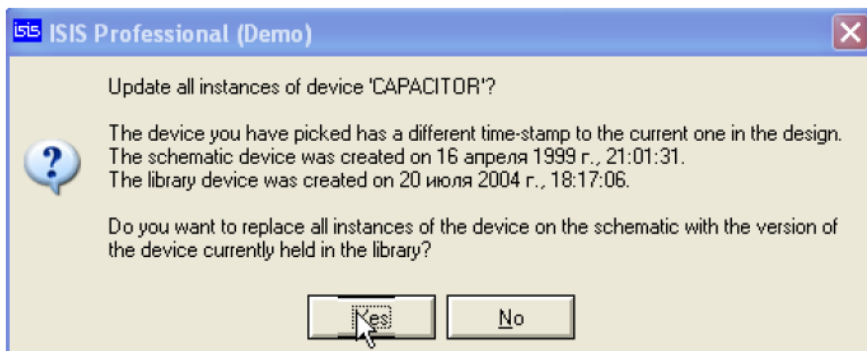 isis ISIS Professional (Demo)
Update all instances of device 'CAPACITOR'?
The device you have picked has a different time-stamp to the current one in the design.
The schematic device was created on 16 апреля 1999 г., 21:01:31.
The library device was created on 20 июля 2004 г., 18:17:06.
Do you want to replace all instances of the device on the schematic with the version of
the device currently held in the library?
Yes No